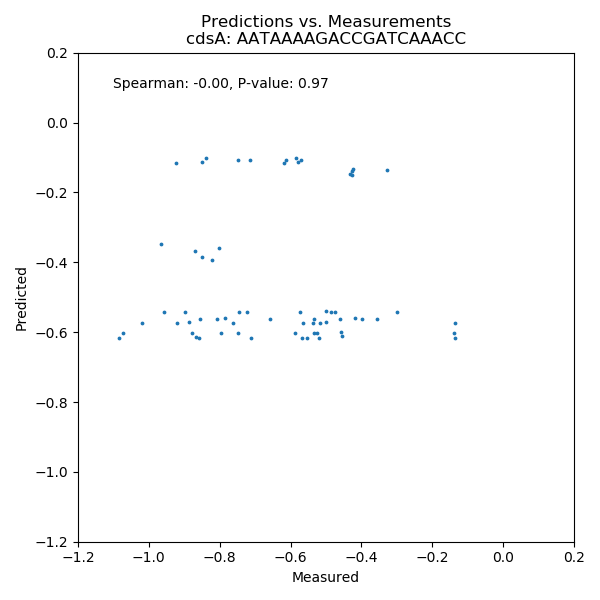 Predictions vs. Measurements
cdsA: AATAAAAGACCGATCAAACC
Spearman: -0.00, P-value: 0.97
0.2
0.0
−0.2
−0.4
−0.6
−0.8
−1.0
−1.2
Predicted
−1.2 −1.0 −0.8 −0.6 −0.4 −0.2 0.0 0.2
Measured